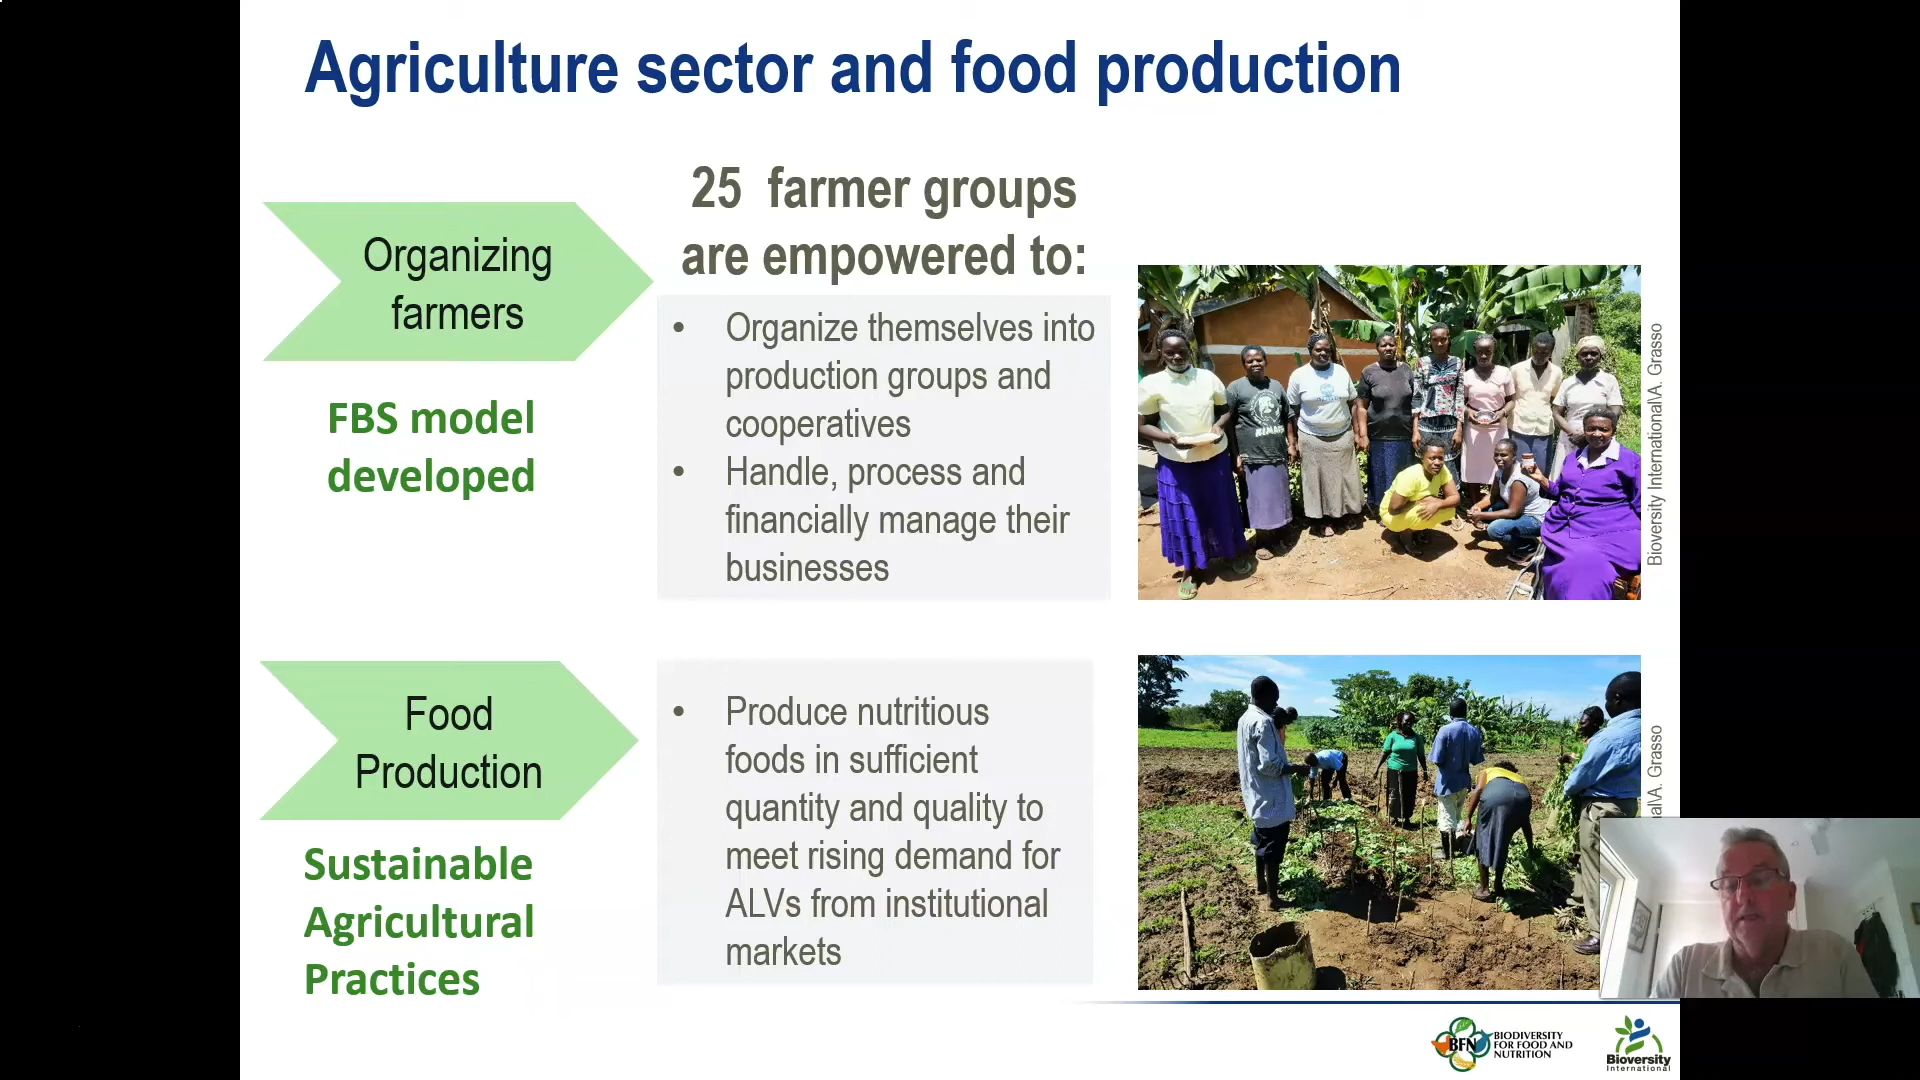 Agriculture sector and food production
25 farmer groups
are empowered to:
Organizing
farmers
FBS model
developed
• Organize themselves into
production groups and
cooperatives
• Handle, process and
financially manage their
businesses
Bioversity International\A. Grasso
Food
Production
Sustainable
Agricultural
Practices
• Produce nutritious
foods in sufficient
quantity and quality to
meet rising demand for
ALVs from institutional
markets
al\A. Grasso
BFN
BIODIVERSITY
FOR FOOD AND
NUTRITION
Bioversity
International